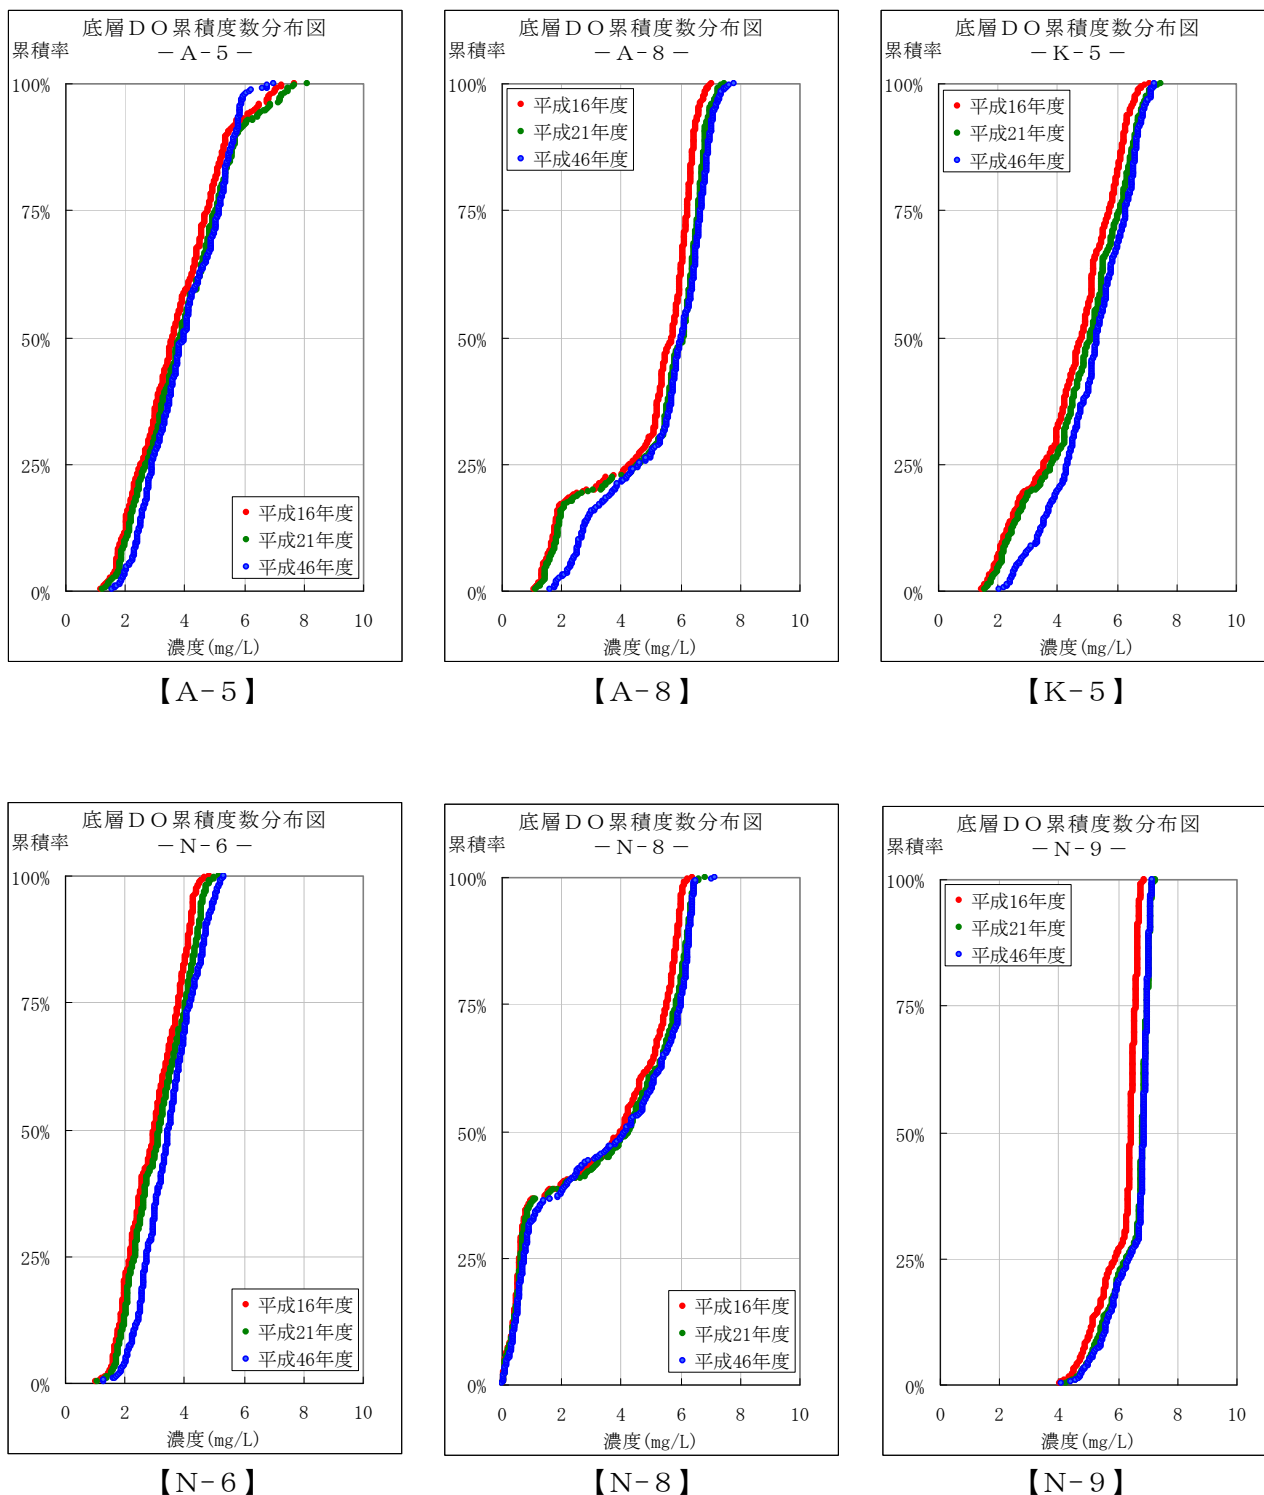 底層ＤＯ累積度数分布図
累積率
－Ａ-５－
100%
75%
50%
25%
0%
平成16年度
平成21年度
平成46年度
0 2 4 6 8 10
濃度(mg/L)
【Ａ-５】
底層ＤＯ累積度数分布図
累積率
－Ａ-８－
100%
75%
50%
25%
0%
平成16年度
平成21年度
平成46年度
0 2 4 6 8 10
濃度(mg/L)
【Ａ-８】
底層ＤＯ累積度数分布図
累積率
－Ｋ-５－
100%
75%
50%
25%
0%
平成16年度
平成21年度
平成46年度
0 2 4 6 8 10
濃度(mg/L)
【Ｋ-５】
底層ＤＯ累積度数分布図
累積率
－Ｎ-６－
100%
75%
50%
25%
0%
平成16年度
平成21年度
平成46年度
0 2 4 6 8 10
濃度(mg/L)
【Ｎ-６】
底層ＤＯ累積度数分布図
累積率
－Ｎ-８－
100%
75%
50%
25%
0%
平成16年度
平成21年度
平成46年度
0 2 4 6 8 10
濃度(mg/L)
【Ｎ-８】
底層ＤＯ累積度数分布図
累積率
－Ｎ-９－
100%
75%
50%
25%
0%
平成16年度
平成21年度
平成46年度
0 2 4 6 8 10
濃度(mg/L)
【Ｎ-９】